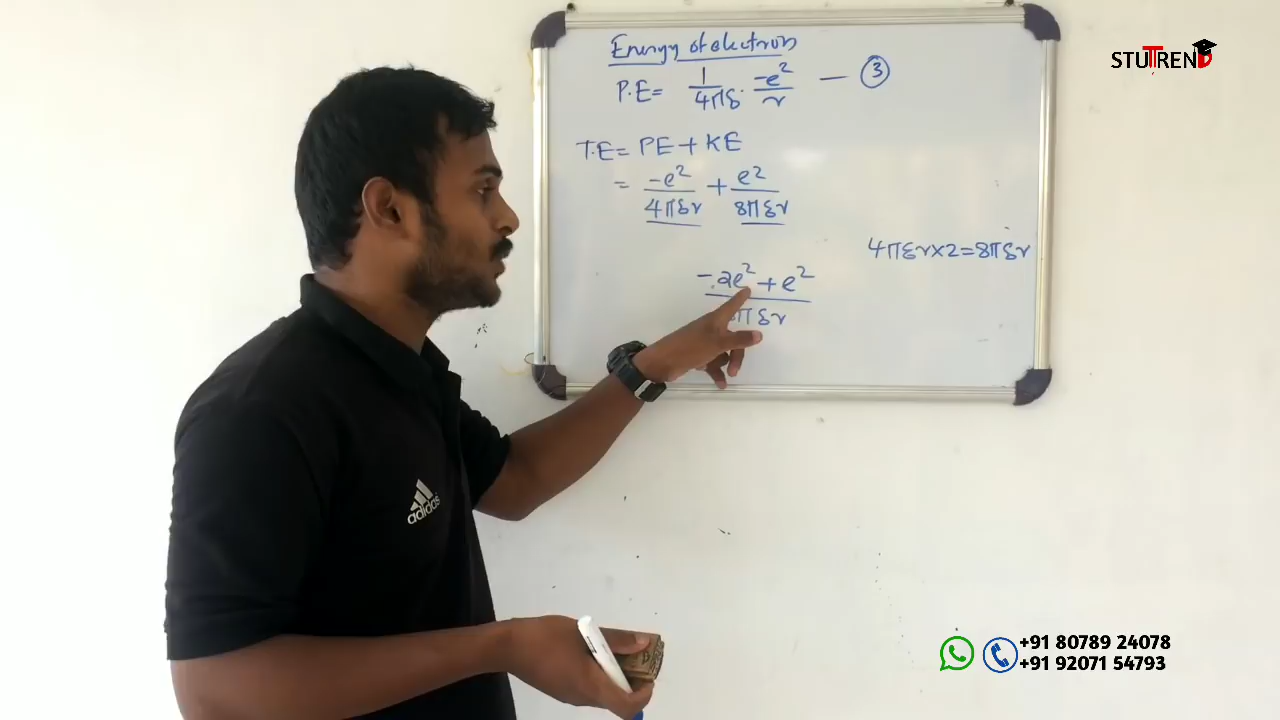 STUTREND
Energy of electron
P.E = 1/4πε. -e²/r — ③
T.E = PE + KE
= -e²/4πεr + e²/8πεr
4πεr×2=8πεr
-2e² + e²/8πεr
adidas
+91 80789 24078
+91 92071 54793